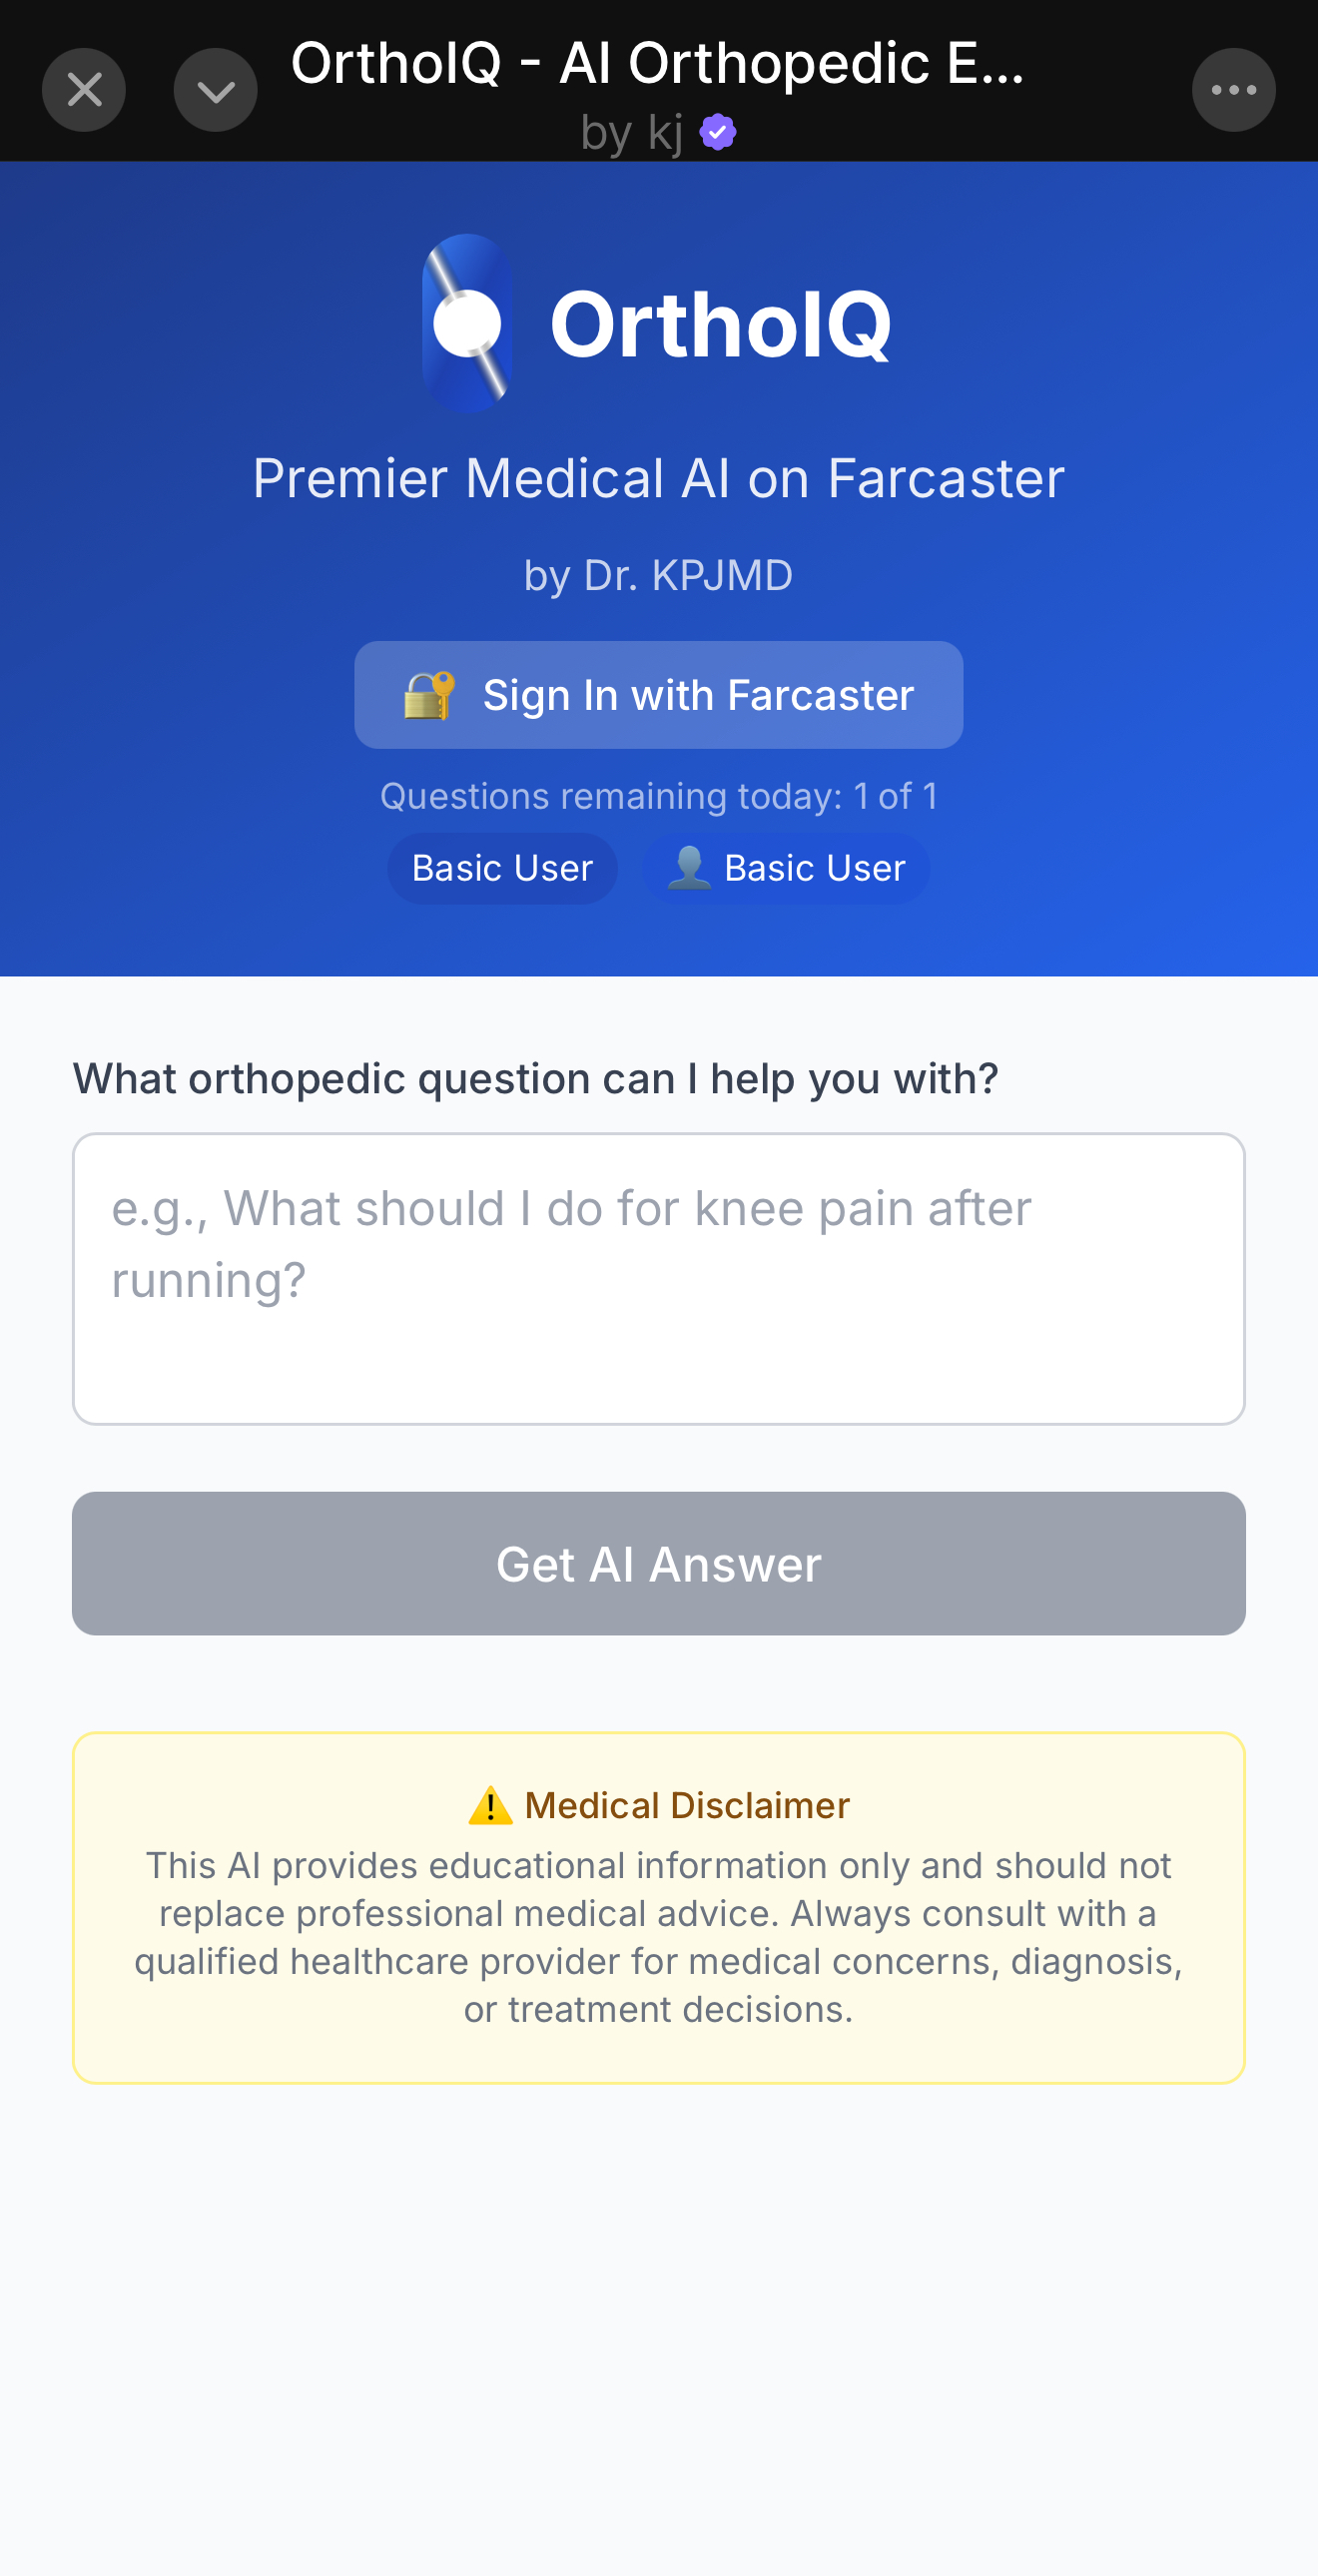 OrthoIQ - AI Orthopedic E...
by kj
OrthoIQ
Premier Medical AI on Farcaster
by Dr. KPJMD
🔐 Sign In with Farcaster
Questions remaining today: 1 of 1
Basic User 👤 Basic User
What orthopedic question can I help you with?
e.g., What should I do for knee pain after
running?
Get AI Answer
⚠️ Medical Disclaimer
This AI provides educational information only and should not
replace professional medical advice. Always consult with a
qualified healthcare provider for medical concerns, diagnosis,
or treatment decisions.